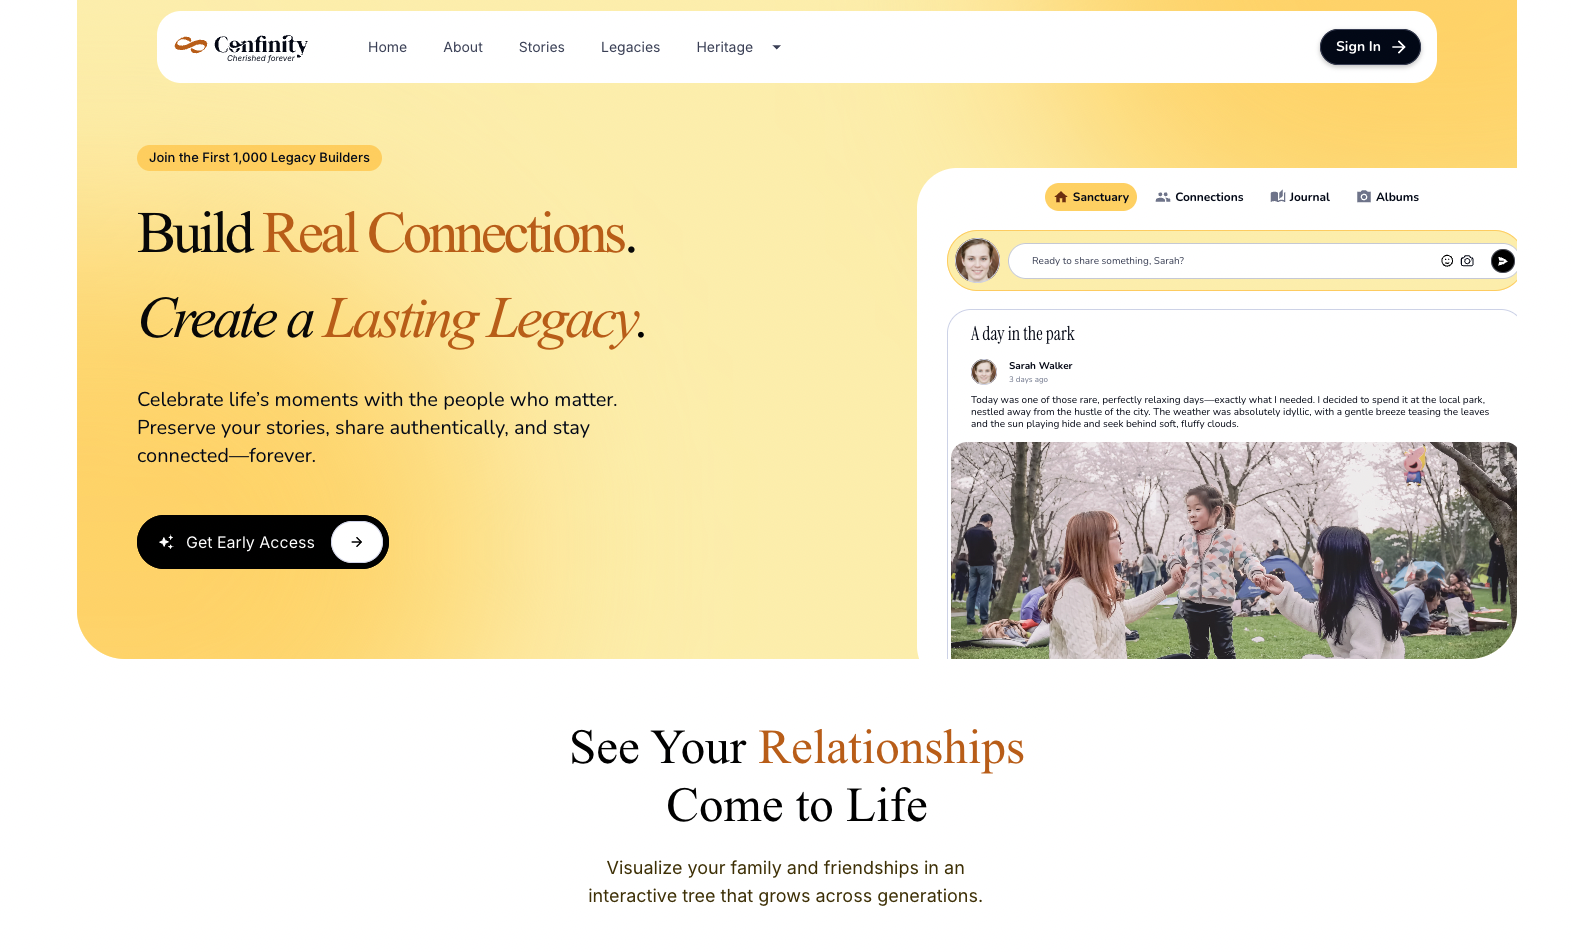 Confinity
Cherished forever
Home
About
Stories
Legacies
Heritage
Sign In
Join the First 1,000 Legacy Builders
Build Real Connections.
Create a Lasting Legacy.
Celebrate life’s moments with the people who matter.
Preserve your stories, share authentically, and stay
connected—forever.
Get Early Access
Sanctuary
Connections
Journal
Albums
Ready to share something, Sarah?
A day in the park
Sarah Walker
3 days ago
Today was one of those rare, perfectly relaxing days—exactly what I needed. I decided to spend it at the local park,
nestled away from the hustle of the city. The weather was absolutely idyllic, with a gentle breeze teasing the leaves
and the sun playing hide and seek behind soft, fluffy clouds.
See Your Relationships
Come to Life
Visualize your family and friendships in an
interactive tree that grows across generations.